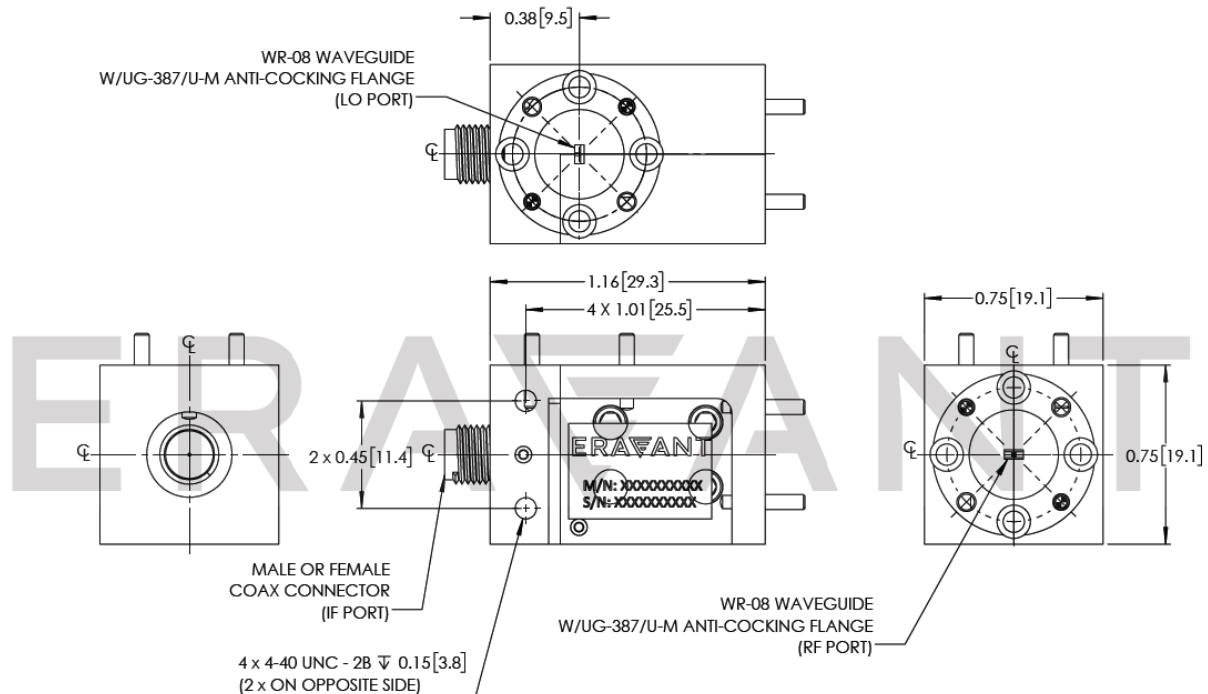 0.38[9.5]
WR-08 WAVEGUIDE
W/UG-387/U-M ANTI-COCKING FLANGE
(LO PORT)
℄
1.16[29.3]
4 X 1.01[25.5]
0.75[19.1]
ERAVANT
℄
℄
2 x 0.45[11.4]
℄
ERAVANT
M/N: XXXXXXXXXX
S/N: XXXXXXXXXX
℄
℄
0.75[19.1]
MALE OR FEMALE
COAX CONNECTOR
(IF PORT)
WR-08 WAVEGUIDE
W/UG-387/U-M ANTI-COCKING FLANGE
(RF PORT)
4 x 4-40 UNC - 2B ↧ 0.15[3.8]
(2 x ON OPPOSITE SIDE)